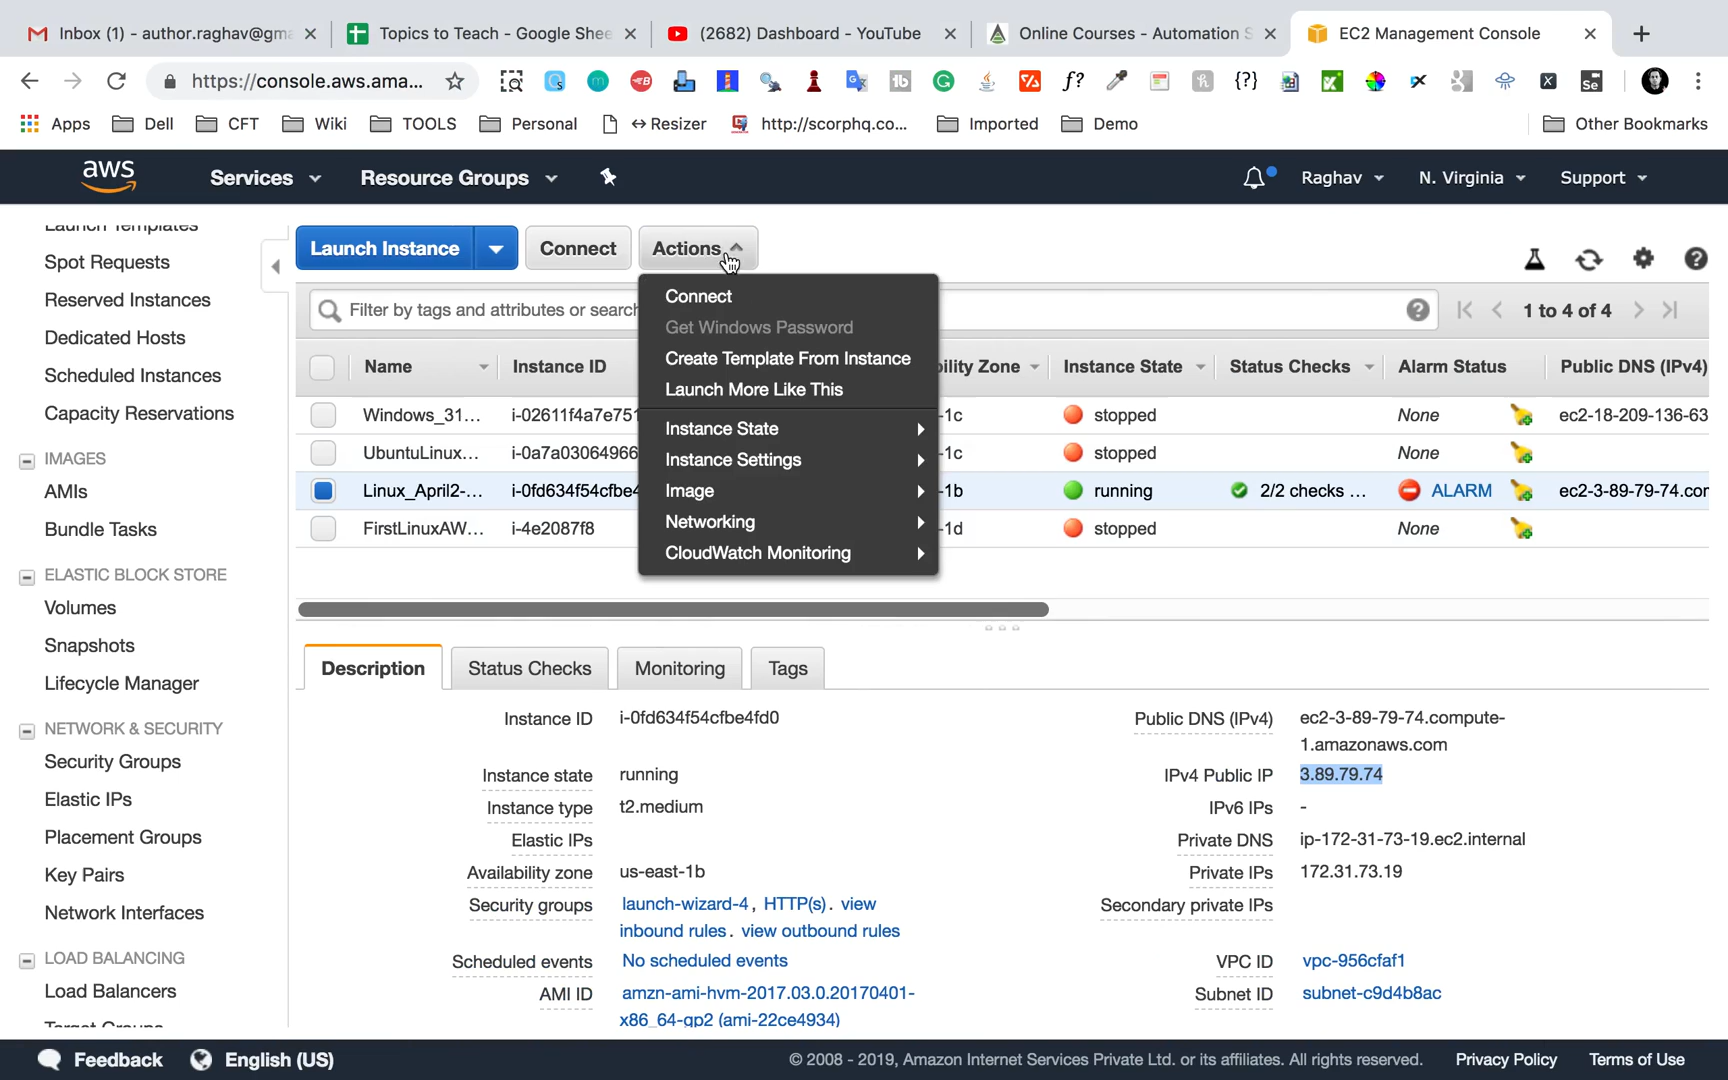 Inbox (1) - author.raghav@gma
Topics to Teach - Google Shee
(2682) Dashboard - YouTube
Online Courses - Automation S
EC2 Management Console
https://console.aws.ama...
Apps
Dell
CFT
Wiki
TOOLS
Personal
↔ Resizer
http://scorphq.co...
Imported
Demo
Other Bookmarks
aws
Services
Resource Groups
Raghav
N. Virginia
Support
Launch Templates
Spot Requests
Reserved Instances
Dedicated Hosts
Scheduled Instances
Capacity Reservations
IMAGES
AMIs
Bundle Tasks
ELASTIC BLOCK STORE
Volumes
Snapshots
Lifecycle Manager
NETWORK & SECURITY
Security Groups
Elastic IPs
Placement Groups
Key Pairs
Network Interfaces
LOAD BALANCING
Load Balancers
Target Groups
Launch Instance
Connect
Actions
Connect
Get Windows Password
Create Template From Instance
Launch More Like This
Instance State
Instance Settings
Image
Networking
CloudWatch Monitoring
Filter by tags and attributes or search
1 to 4 of 4
Name Instance ID bility Zone Instance State Status Checks Alarm Status Public DNS (IPv4)
Windows_31... i-02611f4a7e751 -1c stopped None ec2-18-209-136-63
UbuntuLinux... i-0a7a03064966 -1c stopped None
Linux_April2-... i-0fd634f54cfbe4 -1b running 2/2 checks ... ALARM ec2-3-89-79-74.cor
FirstLinuxAW... i-4e2087f8 -1d stopped None
Description
Status Checks
Monitoring
Tags
Instance ID i-0fd634f54cfbe4fd0
Instance state running
Instance type t2.medium
Elastic IPs
Availability zone us-east-1b
Security groups launch-wizard-4, HTTP(s). view
inbound rules. view outbound rules
Scheduled events No scheduled events
AMI ID amzn-ami-hvm-2017.03.0.20170401-
x86_64-gp2 (ami-22ce4934)
Public DNS (IPv4) ec2-3-89-79-74.compute-
1.amazonaws.com
IPv4 Public IP 3.89.79.74
IPv6 IPs -
Private DNS ip-172-31-73-19.ec2.internal
Private IPs 172.31.73.19
Secondary private IPs
VPC ID vpc-956cfaf1
Subnet ID subnet-c9d4b8ac
Feedback
English (US)
© 2008 - 2019, Amazon Internet Services Private Ltd. or its affiliates. All rights reserved.
Privacy Policy
Terms of Use